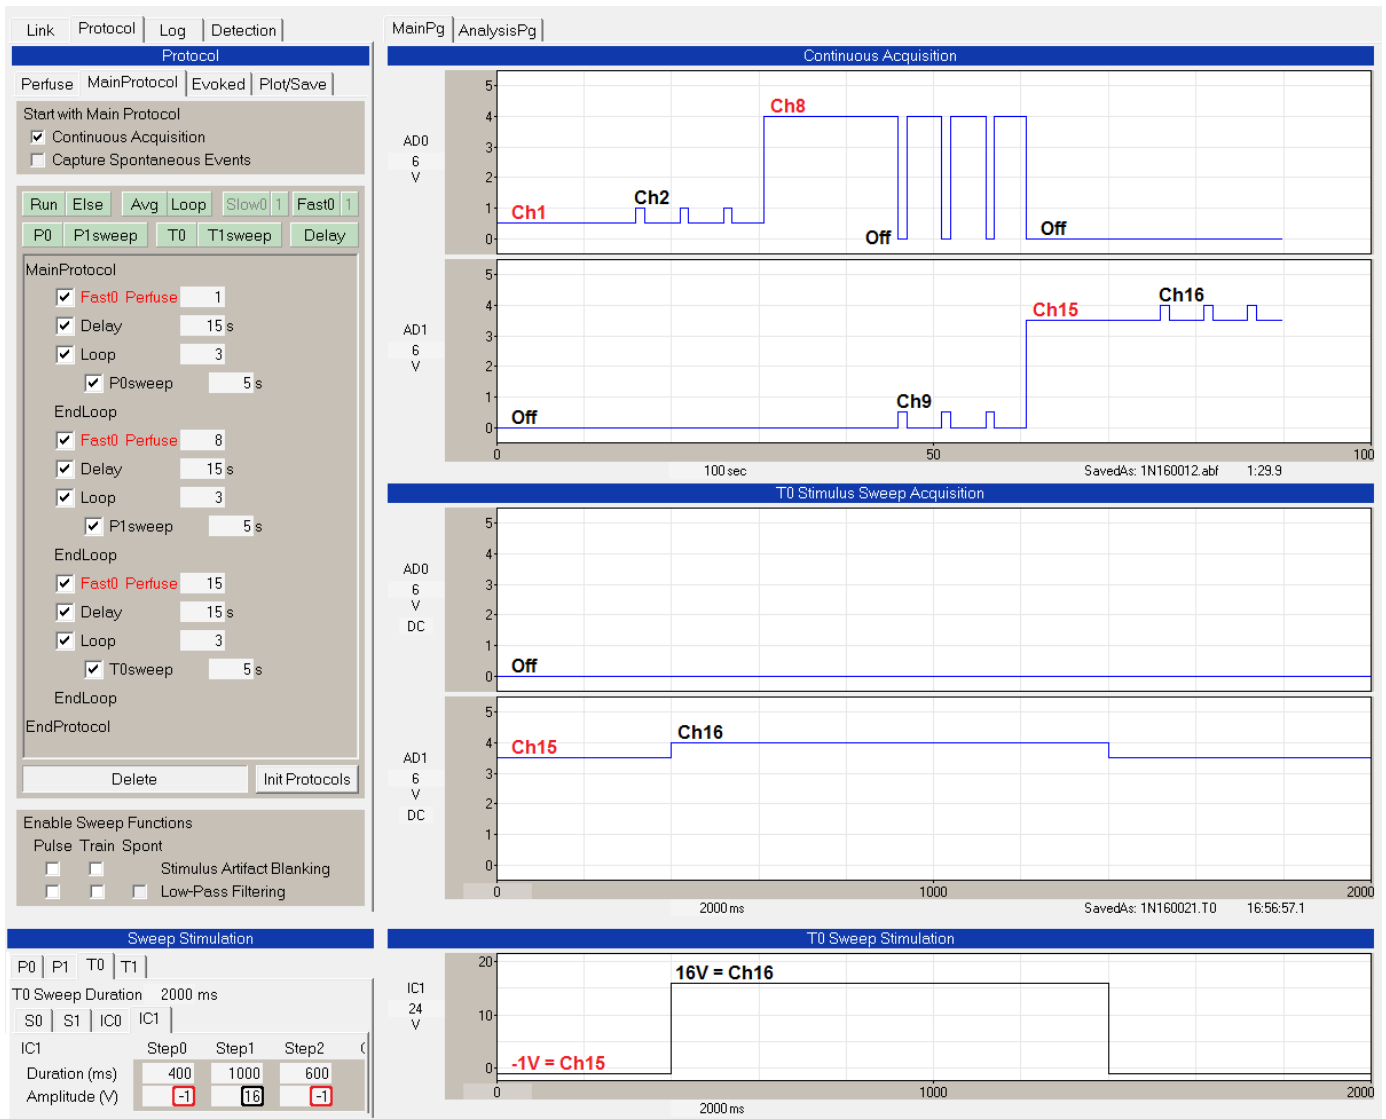 Link Protocol Log Detection
Protocol
Perfuse MainProtocol Evoked Plot/Save
Start with Main Protocol
Continuous Acquisition
Capture Spontaneous Events
Run Else Avg Loop Slow0 1 Fast0 1
P0 P1sweep T0 T1sweep Delay
MainProtocol
Fast0 Perfuse 1
Delay 15 s
Loop 3
P0sweep 5 s
EndLoop
Fast0 Perfuse 8
Delay 15 s
Loop 3
P1sweep 5 s
EndLoop
Fast0 Perfuse 15
Delay 15 s
Loop 3
T0sweep 5 s
EndLoop
EndProtocol
Delete Init Protocols
Enable Sweep Functions
Pulse Train Spont
Stimulus Artifact Blanking
Low-Pass Filtering
Sweep Stimulation
P0 P1 T0 T1
T0 Sweep Duration 2000 ms
S0 S1 IC0 IC1
IC1 Step0 Step1 Step2 (
Duration (ms) 400 1000 600
Amplitude (V) -1 16 -1
MainPg AnalysisPg
Continuous Acquisition
AD0
6
V
5
4
3
2
1
0
Ch1
Ch2
Ch8
Off
Off
AD1
6
V
5
4
3
2
1
0
Off
Ch9
Ch15
Ch16
0 50 100
100 sec SavedAs: 1N160012.abf 1:29.9
T0 Stimulus Sweep Acquisition
AD0
6
V
DC
5
4
3
2
1
0
Off
AD1
6
V
DC
5
4
3
2
1
0
Ch15
Ch16
0 1000 2000
2000 ms SavedAs: 1N160021.T0 16:56:57.1
T0 Sweep Stimulation
IC1
24
V
20
10
0
16V = Ch16
-1V = Ch15
0 1000 2000
2000 ms